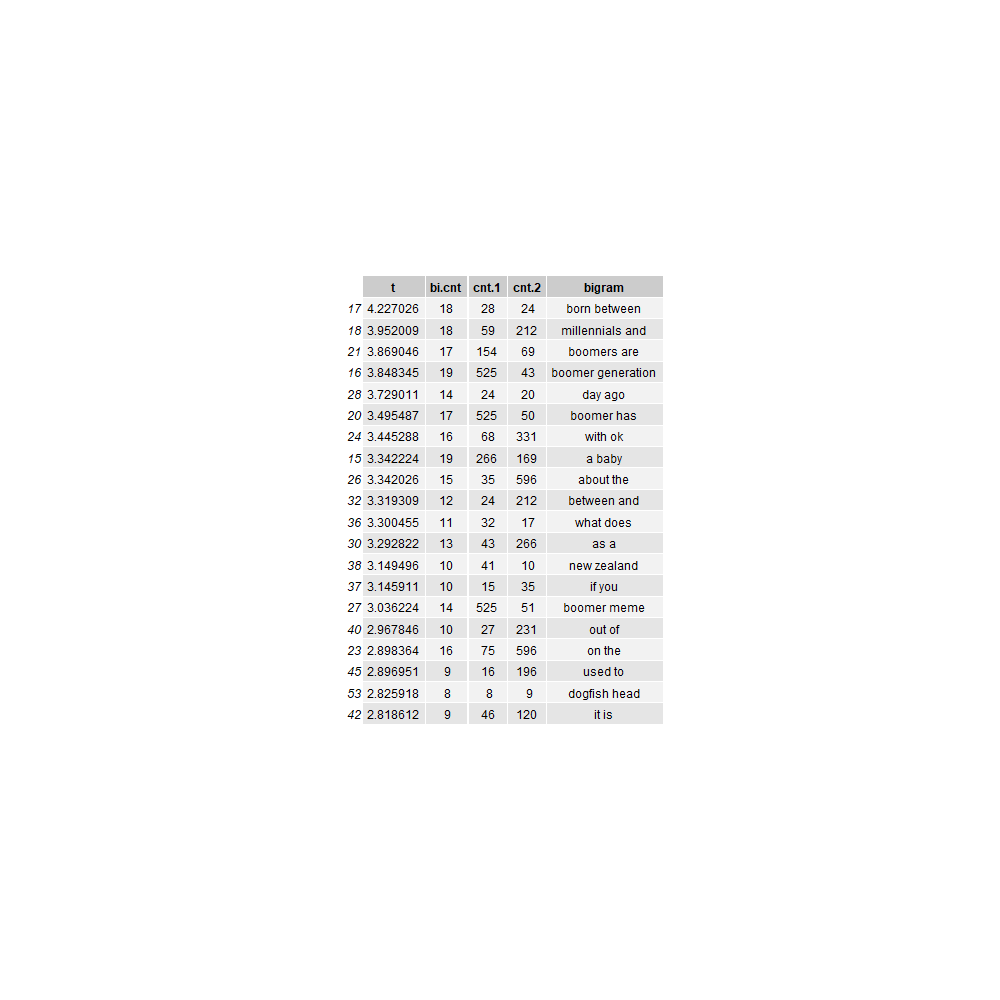 t bi.cnt cnt.1 cnt.2 bigram
17 4.227026 18 28 24 born between
18 3.952009 18 59 212 millennials and
21 3.869046 17 154 69 boomers are
16 3.848345 19 525 43 boomer generation
28 3.729011 14 24 20 day ago
20 3.495487 17 525 50 boomer has
24 3.445288 16 68 331 with ok
15 3.342224 19 266 169 a baby
26 3.342026 15 35 596 about the
32 3.319309 12 24 212 between and
36 3.300455 11 32 17 what does
30 3.292822 13 43 266 as a
38 3.149496 10 41 10 new zealand
37 3.145911 10 15 35 if you
27 3.036224 14 525 51 boomer meme
40 2.967846 10 27 231 out of
23 2.898364 16 75 596 on the
45 2.896951 9 16 196 used to
53 2.825918 8 8 9 dogfish head
42 2.818612 9 46 120 it is